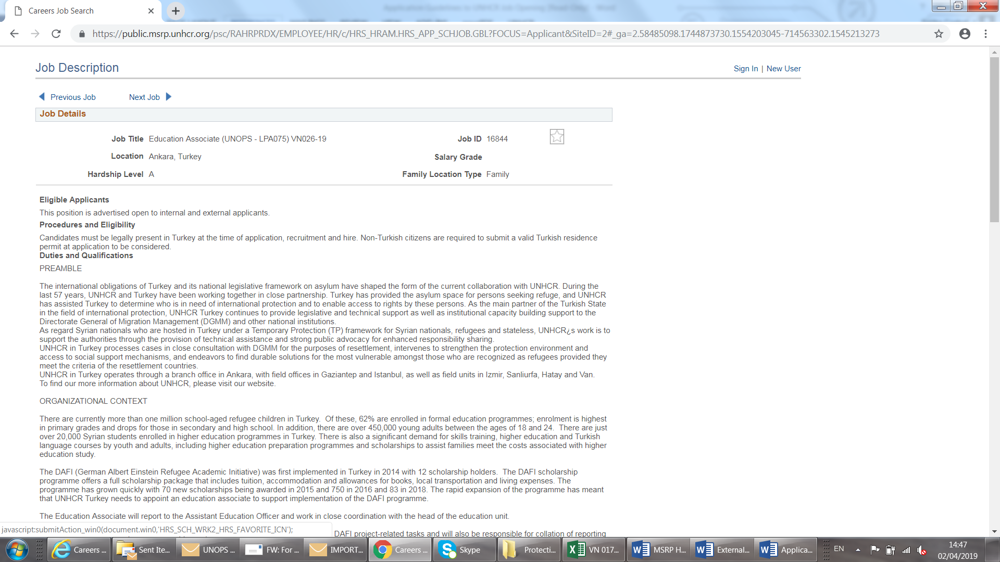 Careers Job Search
https://public.msrp.unhcr.org/psc/RAHRPRDX/EMPLOYEE/HR/c/HRS_HRAM.HRS_APP_SCHJOB.GBL?FOCUS=Applicant&SiteID=2#_ga=2.58485098.1744873730.1554203045-714563302.1545213273
Job Description
Sign In | New User
Previous Job Next Job
Job Details
Job Title Education Associate (UNOPS - LPA075) VN026-19 Job ID 16844
Location Ankara, Turkey Salary Grade
Hardship Level A Family Location Type Family
Eligible Applicants
This position is advertised open to internal and external applicants.
Procedures and Eligibility
Candidates must be legally present in Turkey at the time of application, recruitment and hire. Non-Turkish citizens are required to submit a valid Turkish residence
permit at application to be considered.
Duties and Qualifications
PREAMBLE
The international obligations of Turkey and its national legislative framework on asylum have shaped the form of the current collaboration with UNHCR. During the
last 57 years, UNHCR and Turkey have been working together in close partnership. Turkey has provided the asylum space for persons seeking refuge, and UNHCR
has assisted Turkey to determine who is in need of international protection and to enable access to rights by these persons. As the main partner of the Turkish State
in the field of international protection, UNHCR Turkey continues to provide legislative and technical support as well as institutional capacity building support to the
Directorate General of Migration Management (DGMM) and other national institutions.
As regard Syrian nationals who are hosted in Turkey under a Temporary Protection (TP) framework for Syrian nationals, refugees and stateless, UNHCR¿s work is to
support the authorities through the provision of technical assistance and strong public advocacy for enhanced responsibility sharing.
UNHCR in Turkey processes cases in close consultation with DGMM for the purposes of resettlement, intervenes to strengthen the protection environment and
access to social support mechanisms, and endeavors to find durable solutions for the most vulnerable amongst those who are recognized as refugees provided they
meet the criteria of the resettlement countries.
UNHCR in Turkey operates through a branch office in Ankara, with field offices in Gaziantep and Istanbul, as well as field units in Izmir, Sanliurfa, Hatay and Van.
To find our more information about UNHCR, please visit our website.
ORGANIZATIONAL CONTEXT
There are currently more than one million school-aged refugee children in Turkey. Of these, 62% are enrolled in formal education programmes; enrolment is highest
in primary grades and drops for those in secondary and high school. In addition, there are over 450,000 young adults between the ages of 18 and 24. There are just
over 20,000 Syrian students enrolled in higher education programmes in Turkey. There is also a significant demand for skills training, higher education and Turkish
language courses by youth and adults, including higher education preparation programmes and scholarships to assist families meet the costs associated with higher
education study.
The DAFI (German Albert Einstein Refugee Academic Initiative) was first implemented in Turkey in 2014 with 12 scholarship holders. The DAFI scholarship
programme offers a full scholarship package that includes tuition, accommodation and allowances for books, local transportation and living expenses. The
programme has grown quickly with 70 new scholarships being awarded in 2015 and 750 in 2016 and 83 in 2018. The rapid expansion of the programme has meant
that UNHCR Turkey needs to appoint an education associate to support implementation of the DAFI programme.
The Education Associate will report to the Assistant Education Officer and work in close coordination with the head of the education unit.
javascript:submitAction_win0(document.win0,'HRS_SCH_WRK2_HRS_FAVORITE_ICN'); DAFI project-related tasks and will also be responsible for collation of reporting
Careers ... Sent Ite... UNOPS ... FW: For ... IMPORT... Careers ... Skype Protecti... VN 017... MSRP H... External... Applica... EN 14:47
02/04/2019